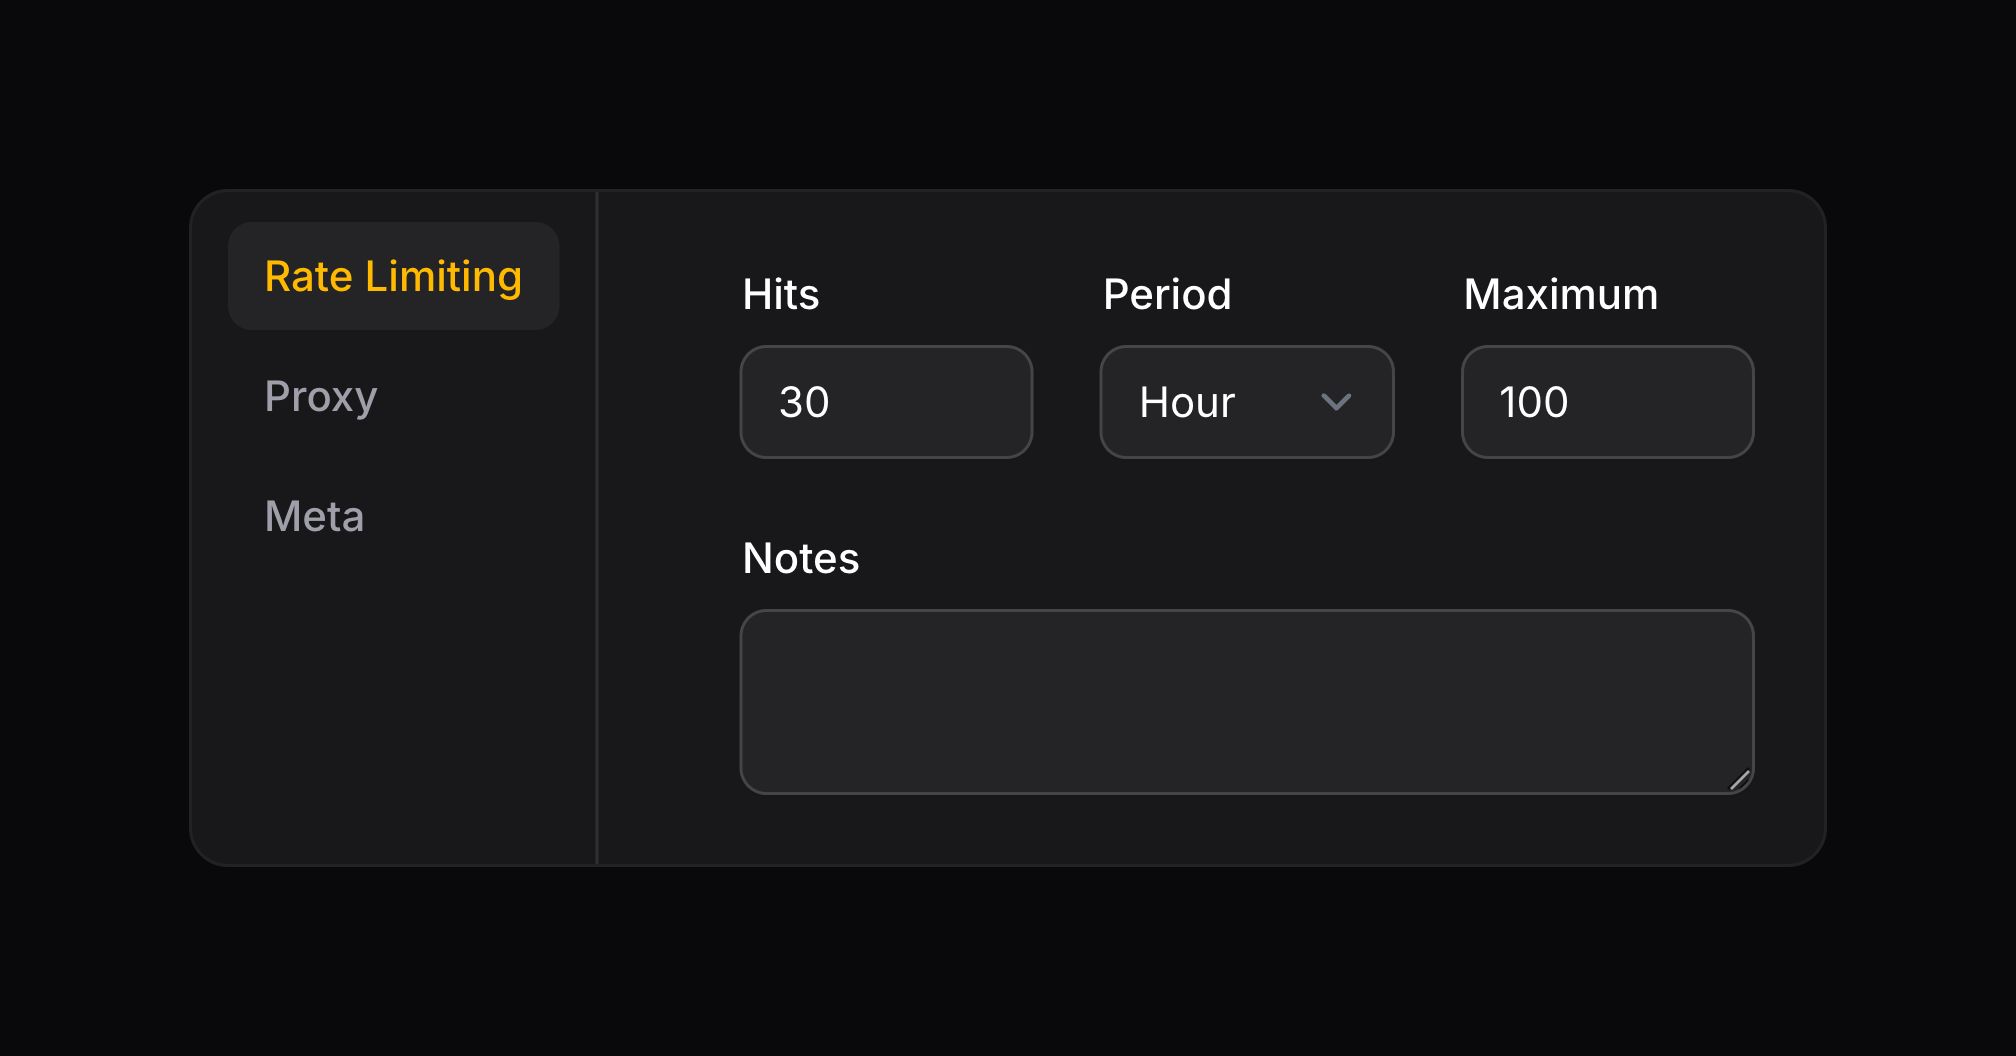 Rate Limiting
Proxy
Meta
Hits
Period
Maximum
30
Hour
100
Notes